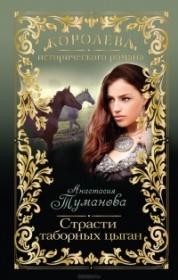 КОРОЛЕВА
исторического романа
Анастасия
Туманова
Страсти
таборных цыган